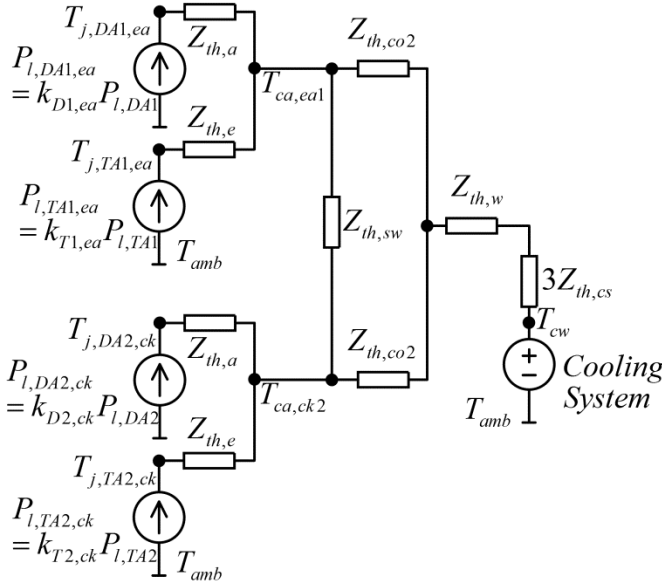 T_{j,DA1,ea}
Z_{th,a}
Z_{th,co2}
P_{l,DA1,ea}
= k_{D1,ea}P_{l,DA1}
T_{ca,ea1}
Z_{th,e}
T_{j,TA1,ea}
P_{l,TA1,ea}
= k_{T1,ea}P_{l,TA1}
Z_{th,w}
Z_{th,sw}
T_{amb}
3Z_{th,cs}
T_{j,DA2,ck}
Z_{th,a}
Z_{th,co2}
T_{cw}
P_{l,DA2,ck}
= k_{D2,ck}P_{l,DA2}
T_{ca,ck2}
+
−
Cooling
System
T_{amb}
Z_{th,e}
T_{j,TA2,ck}
P_{l,TA2,ck}
= k_{T2,ck}P_{l,TA2}
T_{amb}